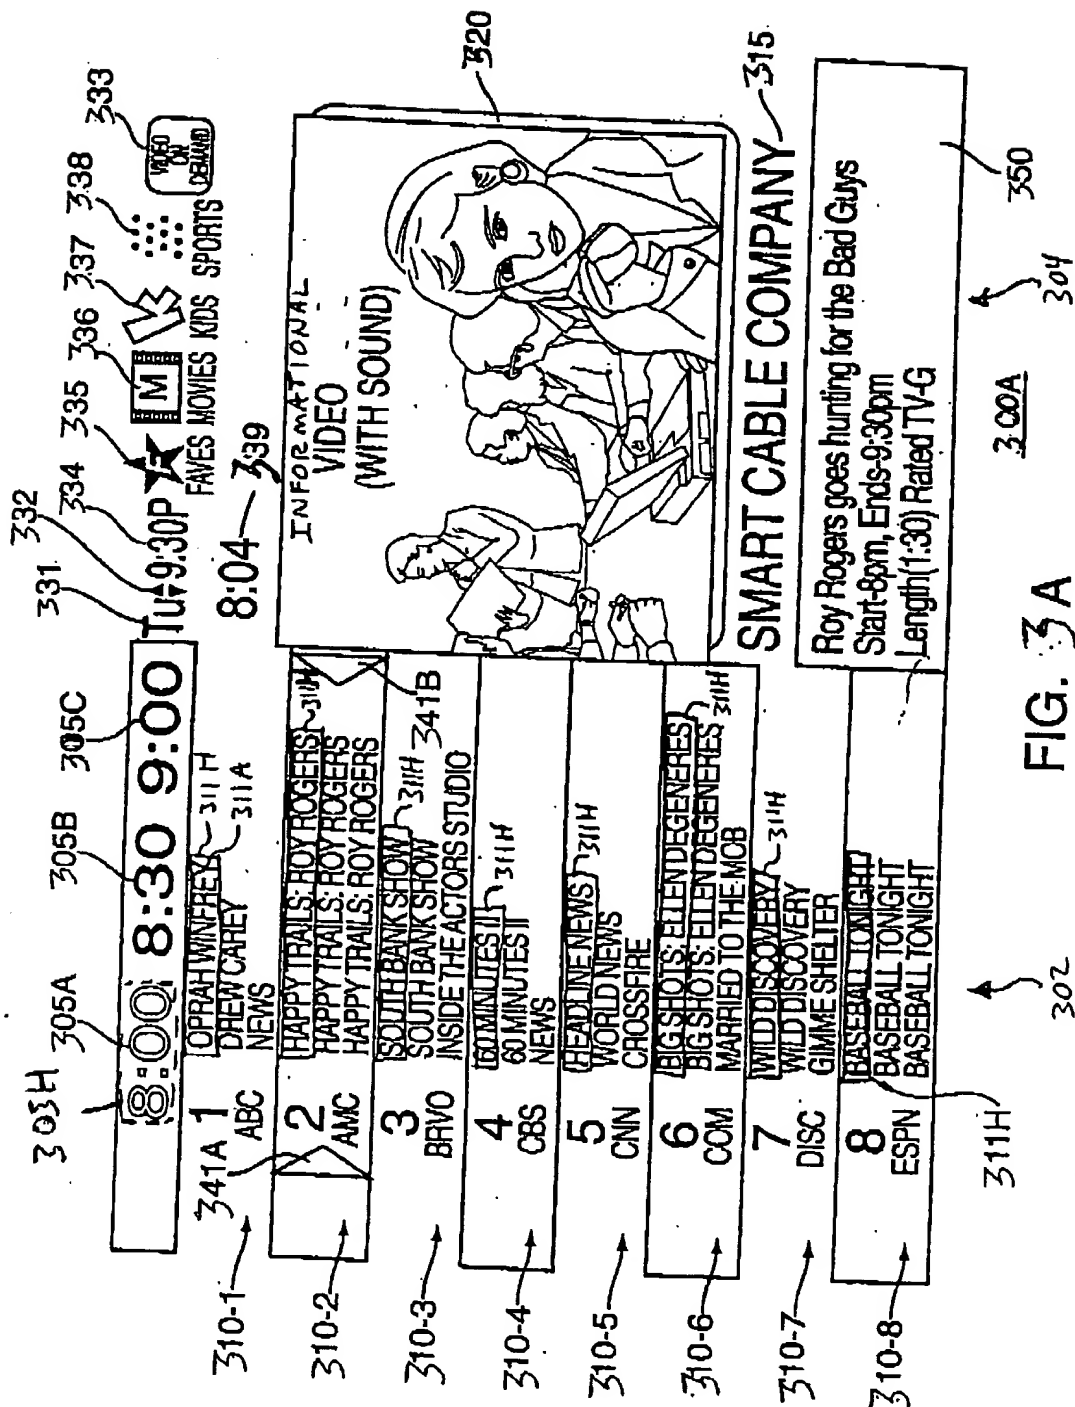 303H
305A
305B
305C
331
332
334
335
336
337
338
333
8:00 8:30 9:00
Tu 9:30P
M
VIDEO
ON
DEMAND
FAVES MOVIES KIDS SPORTS
8:04
339
311H
311A
1
ABC
OPRAH WINFREY
DREW CAREY
NEWS
310-1
341A
2
AMC
HAPPY TRAILS: ROY ROGERS
HAPPY TRAILS: ROY ROGERS
HAPPY TRAILS: ROY ROGERS
311H
341B
310-2
3
BRVO
SOUTH BANK SHOW
SOUTH BANK SHOW
INSIDE THE ACTORS STUDIO
311H
310-3
4
CBS
60 MINUTES II
60 MINUTES II
NEWS
311H
310-4
5
CNN
HEADLINE NEWS
WORLD NEWS
CROSSFIRE
311H
310-5
6
COM
BIG SHOTS: ELLEN DEGENERES
BIG SHOTS: ELLEN DEGENERES
MARRIED TO THE MOB
311H
310-6
7
DISC
WILD DISCOVERY
WILD DISCOVERY
GIMME SHELTER
311H
310-7
8
ESPN
BASEBALL TONIGHT
BASEBALL TONIGHT
BASEBALL TONIGHT
311H
310-8
INFORMATIONAL
VIDEO
(WITH SOUND)
320
SMART CABLE COMPANY
315
Roy Rogers goes hunting for the Bad Guys
Start-8pm, Ends-9:30pm
Length(1:30) Rated TV-G
350
302
304
300A
FIG. 3A